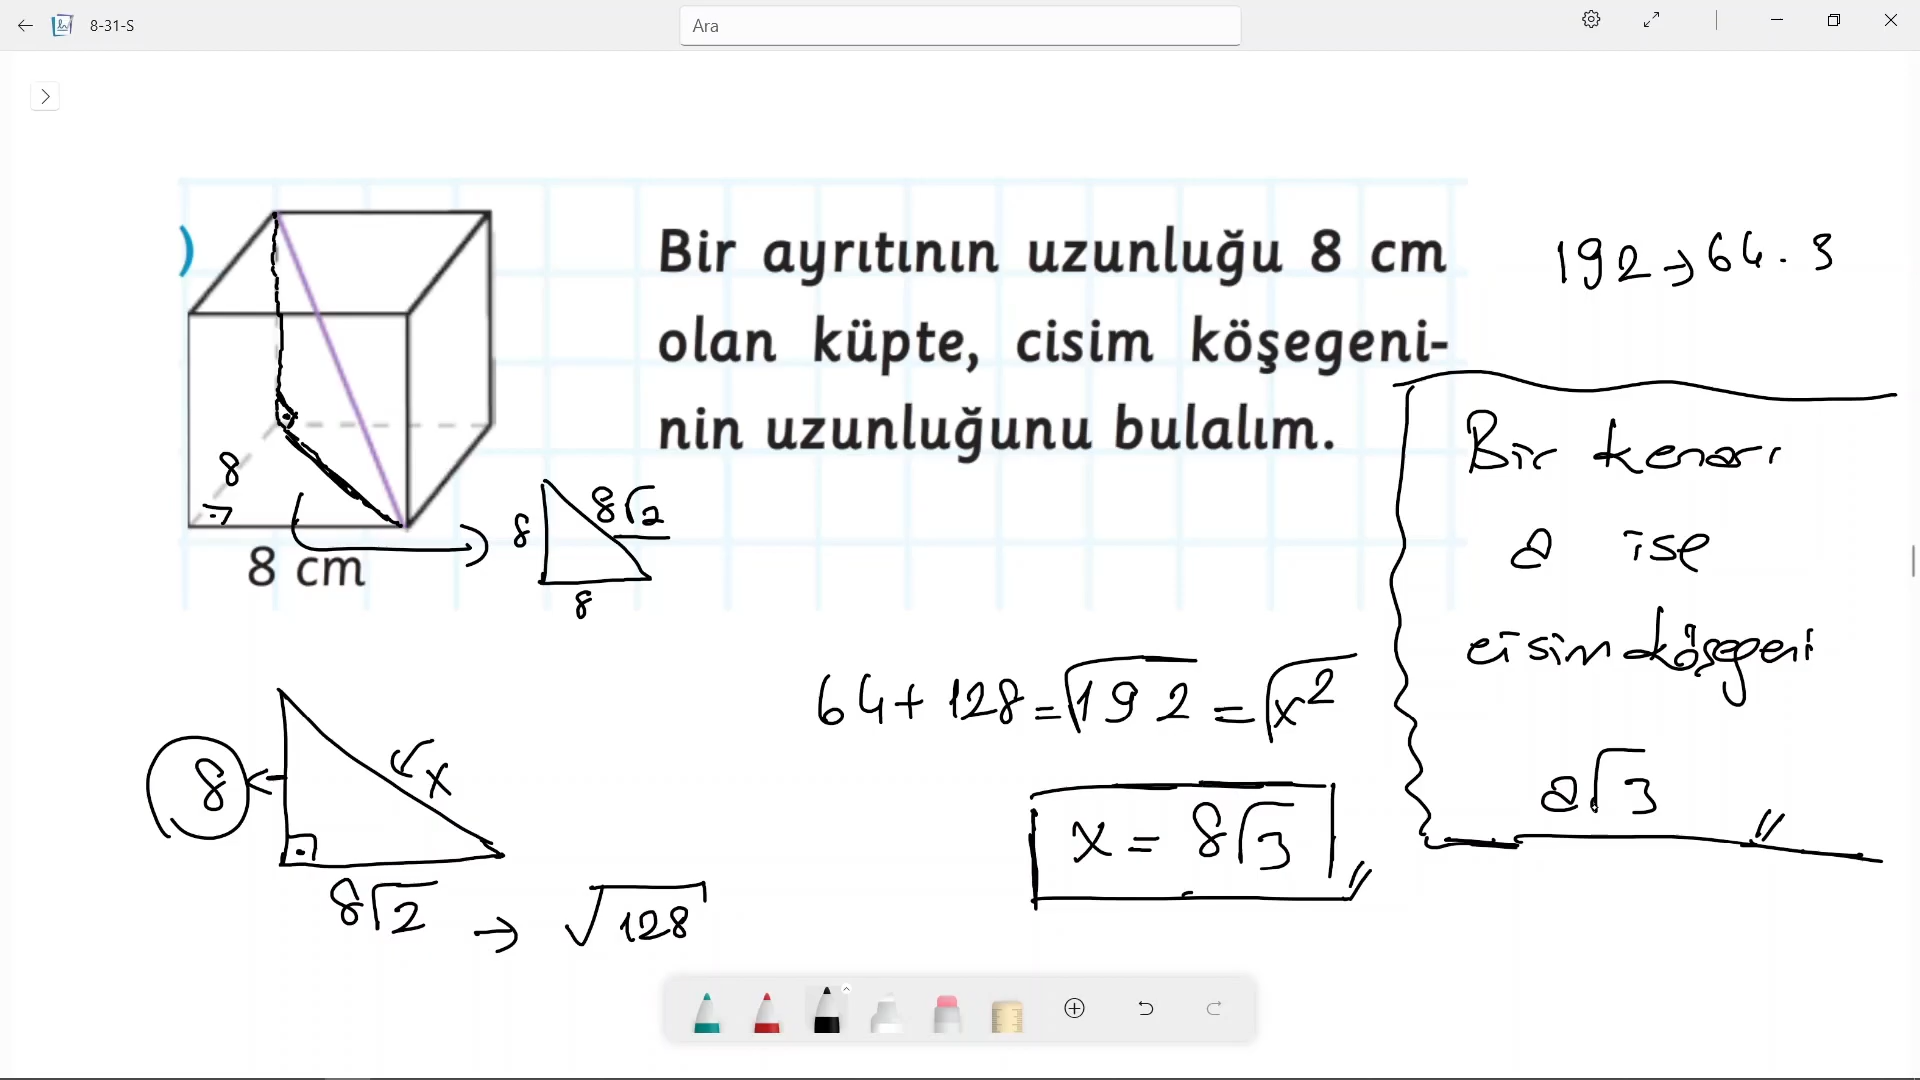 8-31-S
Ara
)
Bir ayrıtının uzunluğu 8 cm
olan küpte, cisim köşegeni-
nin uzunluğunu bulalım.
8
8 cm
8
8√2
8
192 → 64 . 3
Bir kenarı
a ise
cisim köşegeni
a√3
64 + 128 = √192 = √x²
x = 8√3
8
x
8√2 → √128